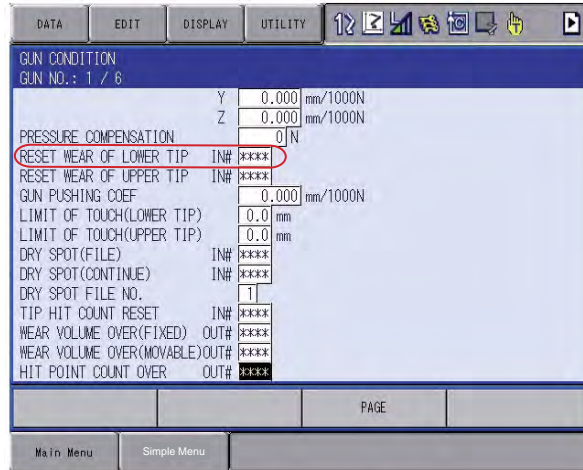 DATA EDIT DISPLAY UTILITY
GUN CONDITION
GUN NO.: 1 / 6
Y 0.000 mm/1000N
Z 0.000 mm/1000N
PRESSURE COMPENSATION 0 N
RESET WEAR OF LOWER TIP IN# ****
RESET WEAR OF UPPER TIP IN# ****
GUN PUSHING COEF 0.000 mm/1000N
LIMIT OF TOUCH(LOWER TIP) 0.0 mm
LIMIT OF TOUCH(UPPER TIP) 0.0 mm
DRY SPOT(FILE) IN# ****
DRY SPOT(CONTINUE) IN# ****
DRY SPOT FILE NO. 1
TIP HIT COUNT RESET IN# ****
WEAR VOLUME OVER(FIXED) OUT# ****
WEAR VOLUME OVER(MOVABLE)OUT# ****
HIT POINT COUNT OVER OUT# ****
PAGE
Main Menu Simple Menu